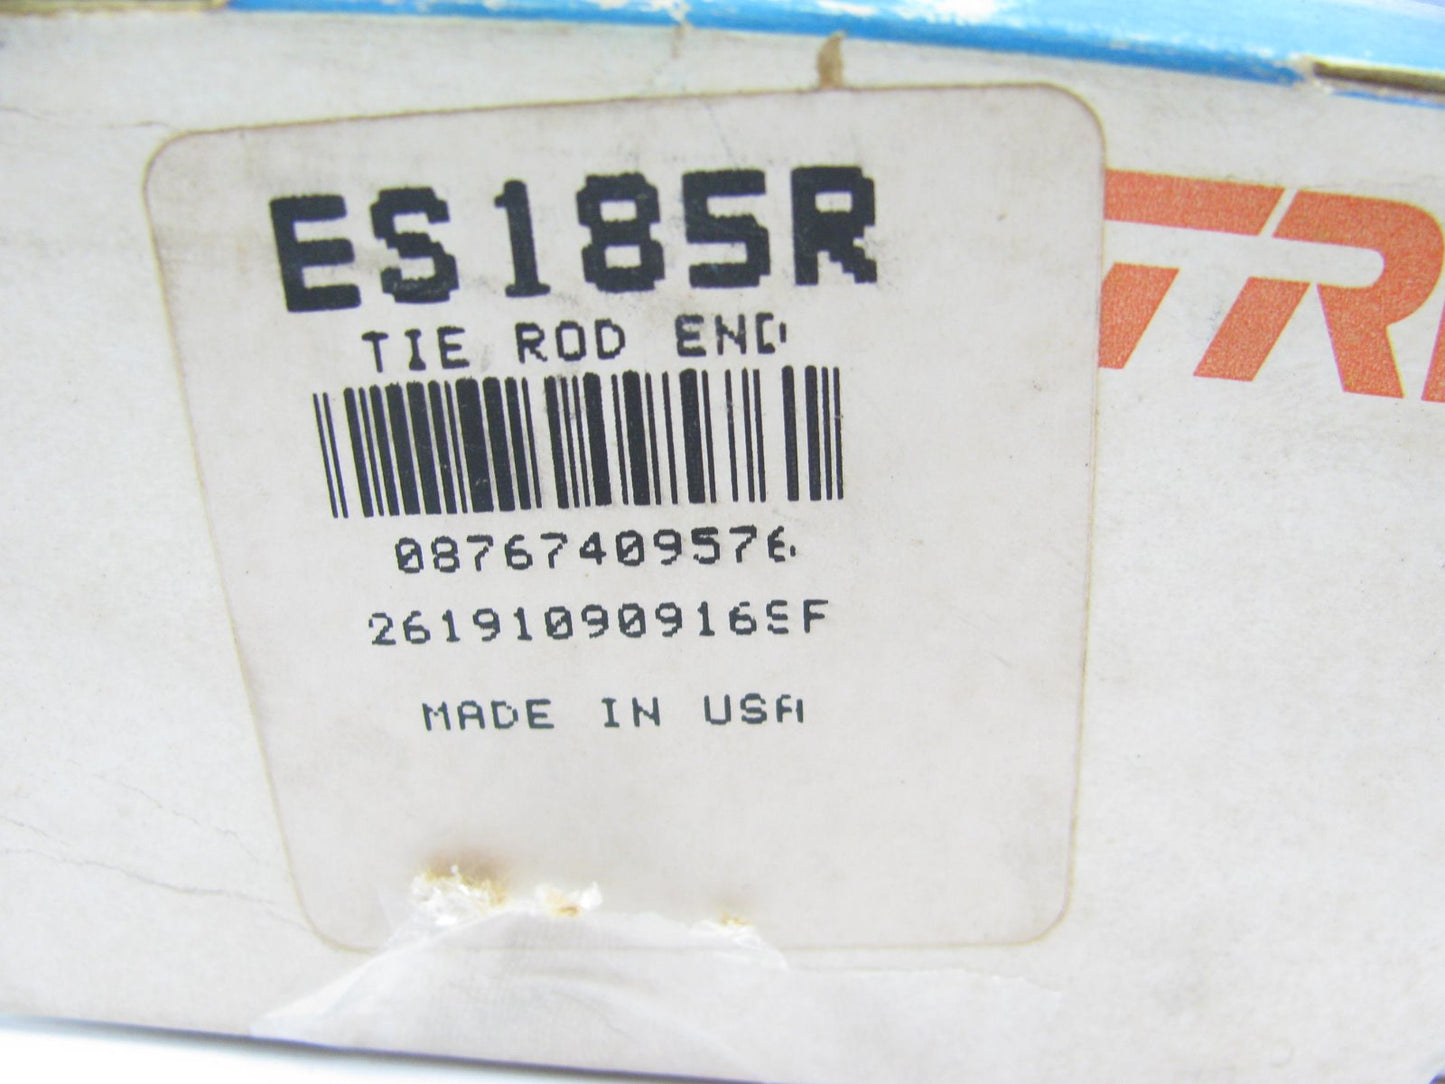 ES185R
TIE ROD END
08767409576
26191090916SF
MADE IN USA
TR